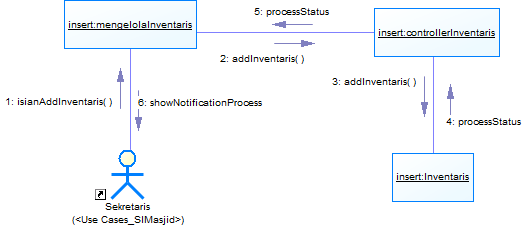 5: processStatus
insert:mengelolaInventaris
insert:controllerInventaris
2: addInventaris( )
3: addInventaris( )
1: isianAddInventaris( )
6: showNotificationProcess
4: processStatus
insert:Inventaris
Sekretaris
(<Use Cases_SIMasjid>)